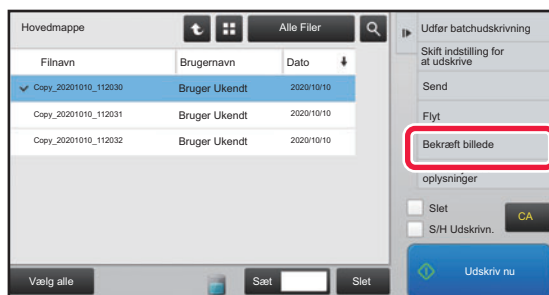 Hovedmappe Alle Filer
Filnavn Brugernavn Dato
Copy_20201010_112030 Bruger Ukendt 2020/10/10
Copy_20201010_112031 Bruger Ukendt 2020/10/10
Copy_20201010_112032 Bruger Ukendt 2020/10/10
Vælg alle Sæt Slet
Udfør batchudskrivning
Skift indstilling for
at udskrive
Send
Flyt
Bekræft billede
oplysninger
Slet
S/H Udskrivn.
CA
Udskriv nu